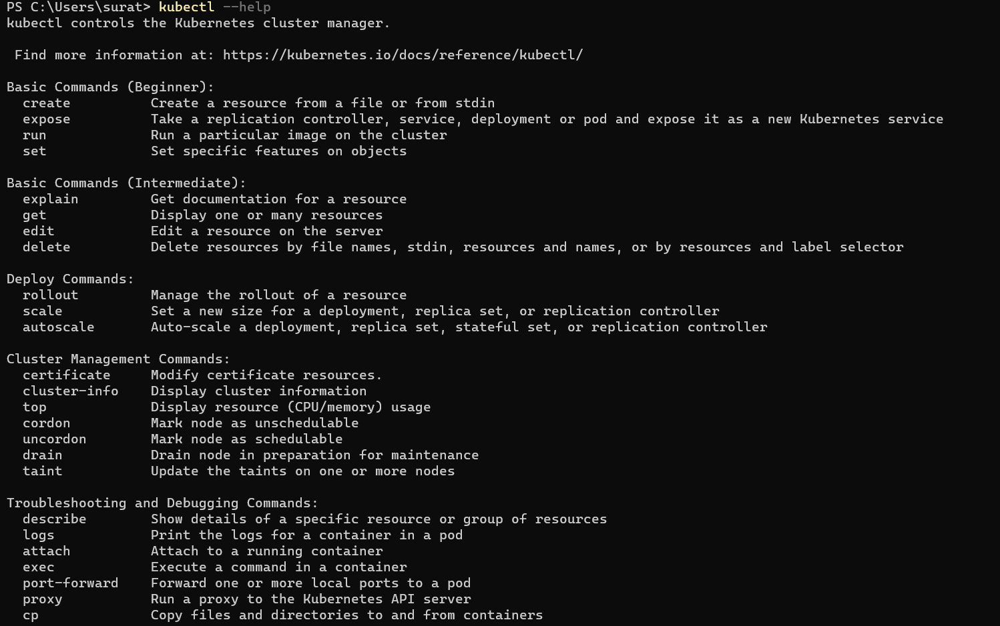 PS C:\Users\surat> kubectl --help
kubectl controls the Kubernetes cluster manager.
Find more information at: https://kubernetes.io/docs/reference/kubectl/
Basic Commands (Beginner):
create Create a resource from a file or from stdin
expose Take a replication controller, service, deployment or pod and expose it as a new Kubernetes service
run Run a particular image on the cluster
set Set specific features on objects
Basic Commands (Intermediate):
explain Get documentation for a resource
get Display one or many resources
edit Edit a resource on the server
delete Delete resources by file names, stdin, resources and names, or by resources and label selector
Deploy Commands:
rollout Manage the rollout of a resource
scale Set a new size for a deployment, replica set, or replication controller
autoscale Auto-scale a deployment, replica set, stateful set, or replication controller
Cluster Management Commands:
certificate Modify certificate resources.
cluster-info Display cluster information
top Display resource (CPU/memory) usage
cordon Mark node as unschedulable
uncordon Mark node as schedulable
drain Drain node in preparation for maintenance
taint Update the taints on one or more nodes
Troubleshooting and Debugging Commands:
describe Show details of a specific resource or group of resources
logs Print the logs for a container in a pod
attach Attach to a running container
exec Execute a command in a container
port-forward Forward one or more local ports to a pod
proxy Run a proxy to the Kubernetes API server
cp Copy files and directories to and from containers